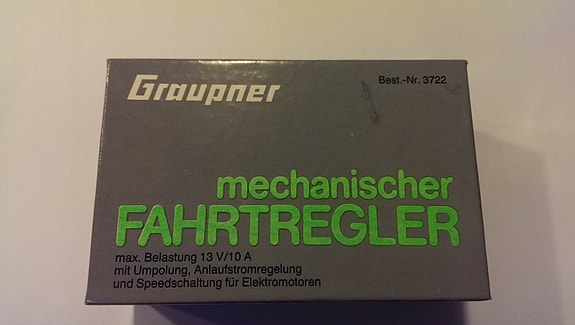 Graupner
Best.-Nr. 3722
mechanischer
FAHRTREGLER
max. Belastung 13 V/10 A
mit Umpolung, Anlaufstromregelung
und Speedschaltung für Elektromotoren